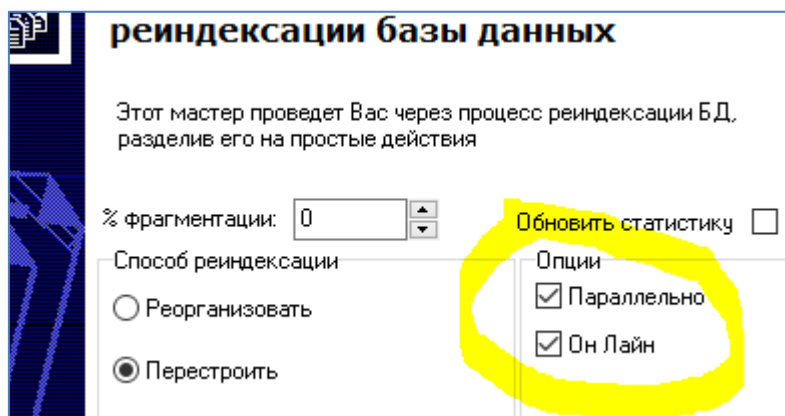 реиндексации базы данных
Этот мастер проведет Вас через процесс реиндексации БД,
разделив его на простые действия
% фрагментации: 0 Обновить статистику
Способ реиндексации Опции
Реорганизовать Параллельно
Перестроить Он Лайн